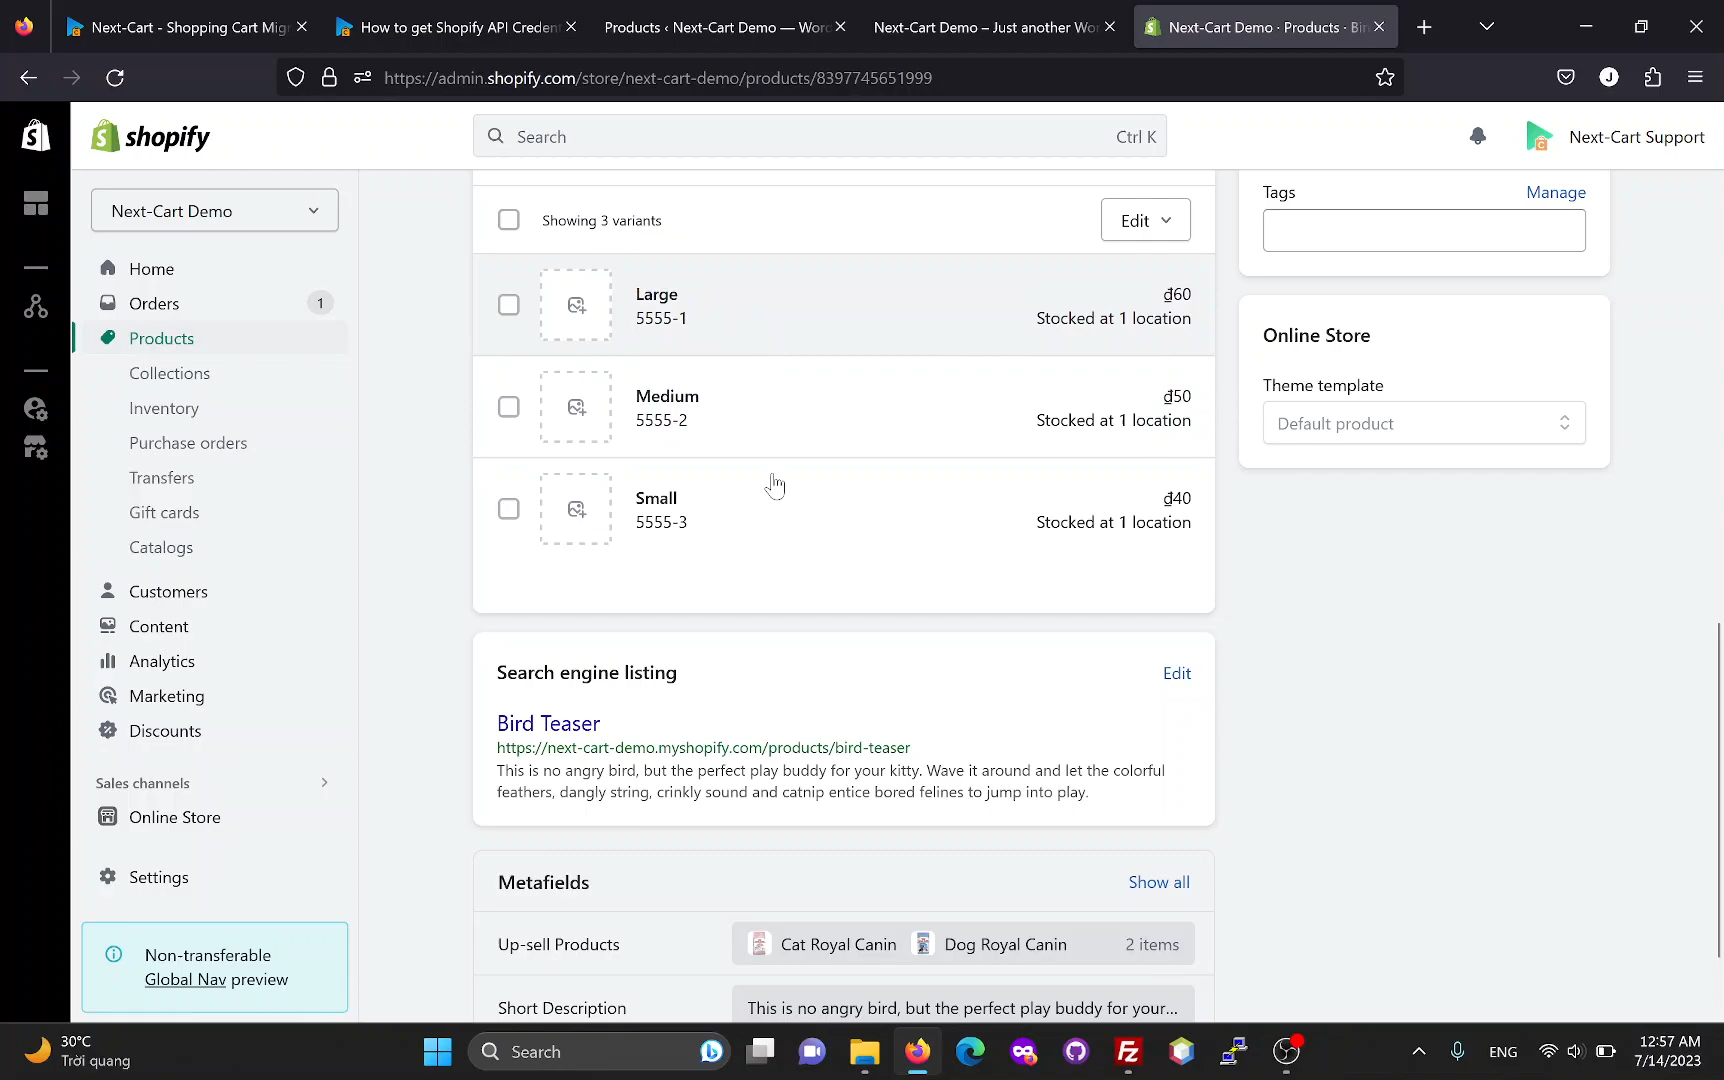 Next-Cart - Shopping Cart Migr
How to get Shopify API Creden
Products ‹ Next-Cart Demo — Wor
Next-Cart Demo – Just another Wor
Next-Cart Demo · Products · Bir
https://admin.shopify.com/store/next-cart-demo/products/8397745651999
J
shopify
Search
Ctrl K
Next-Cart Support
Next-Cart Demo
Home
Orders
1
Products
Collections
Inventory
Purchase orders
Transfers
Gift cards
Catalogs
Customers
Content
Analytics
Marketing
Discounts
Sales channels
Online Store
Settings
Non-transferable
Global Nav preview
Showing 3 variants
Edit
Large
₫60
5555-1
Stocked at 1 location
Medium
₫50
5555-2
Stocked at 1 location
Small
₫40
5555-3
Stocked at 1 location
Search engine listing
Edit
Bird Teaser
https://next-cart-demo.myshopify.com/products/bird-teaser
This is no angry bird, but the perfect play buddy for your kitty. Wave it around and let the colorful
feathers, dangly string, crinkly sound and catnip entice bored felines to jump into play.
Metafields
Show all
Up-sell Products
Cat Royal Canin
Dog Royal Canin
2 items
Short Description
This is no angry bird, but the perfect play buddy for your...
Tags
Manage
Online Store
Theme template
Default product
30°C
Trời quang
Search
ENG
12:57 AM
7/14/2023